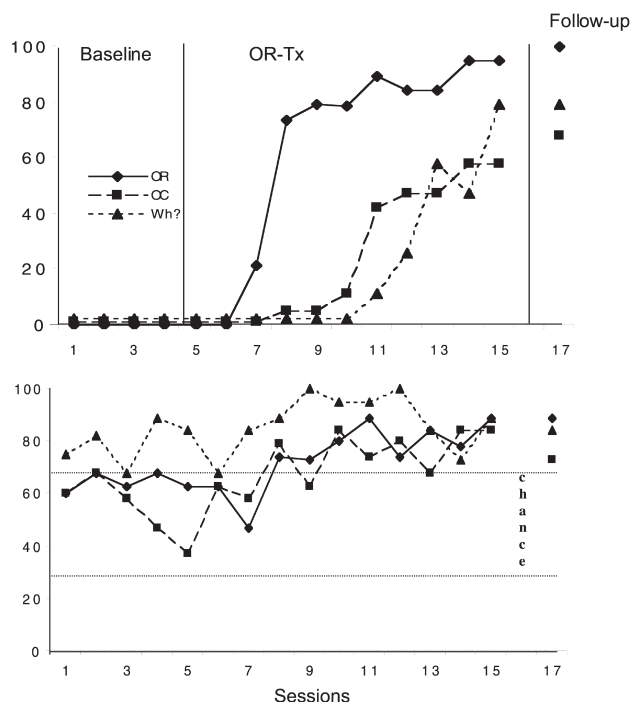 Follow-up
Baseline OR-Tx
100
80
60
40
20
0
OR
OC
Wh?
1 3 5 7 9 11 13 15 17
100
80
60
40
20
0
c
h
a
n
c
e
1 3 5 7 9 11 13 15 17
Sessions